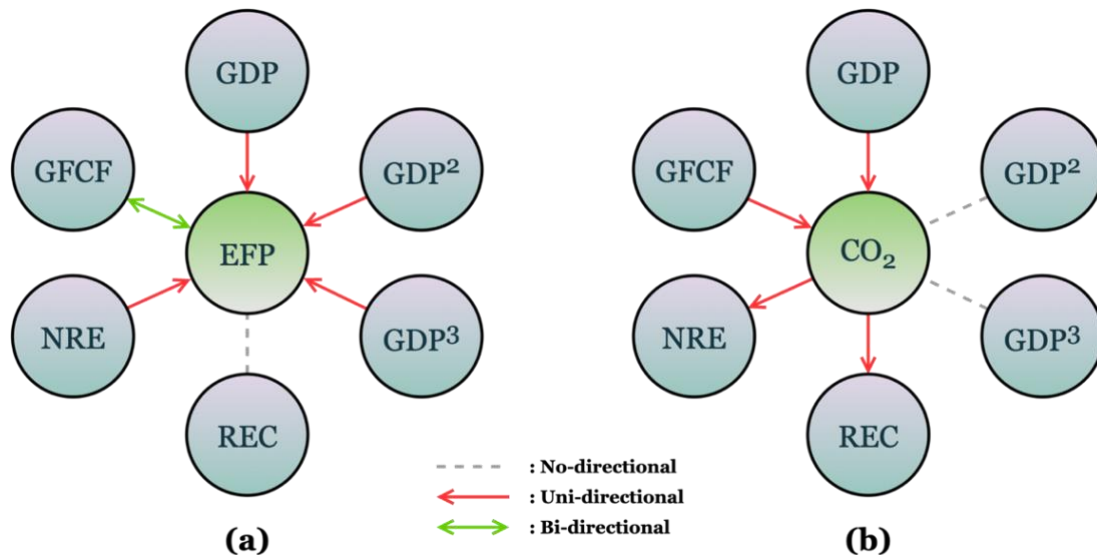 GDP
GFCF
GDP²
EFP
NRE
GDP³
REC
(a)
GDP
GFCF
GDP²
CO₂
NRE
GDP³
REC
(b)
: No-directional
: Uni-directional
: Bi-directional